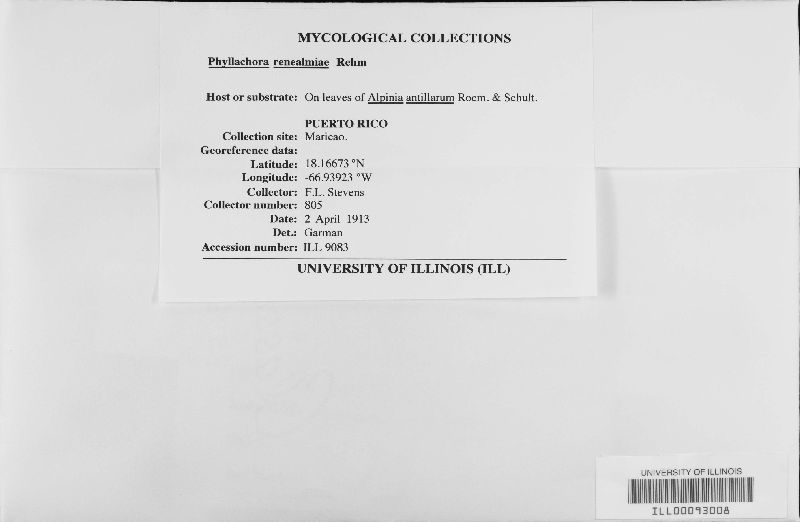 MYCOLOGICAL COLLECTIONS
Phyllachora renealmiae Rehm
Host or substrate: On leaves of Alpinia antillarum Roem. & Schult.
PUERTO RICO
Collection site: Maricao.
Georeference data:
Latitude: 18.16673 °N
Longitude: -66.93923 °W
Collector: F.L. Stevens
Collector number: 805
Date: 2 April 1913
Det.: Garman
Accession number: ILL 9083
UNIVERSITY OF ILLINOIS (ILL)
UNIVERSITY OF ILLINOIS
ILL00093008